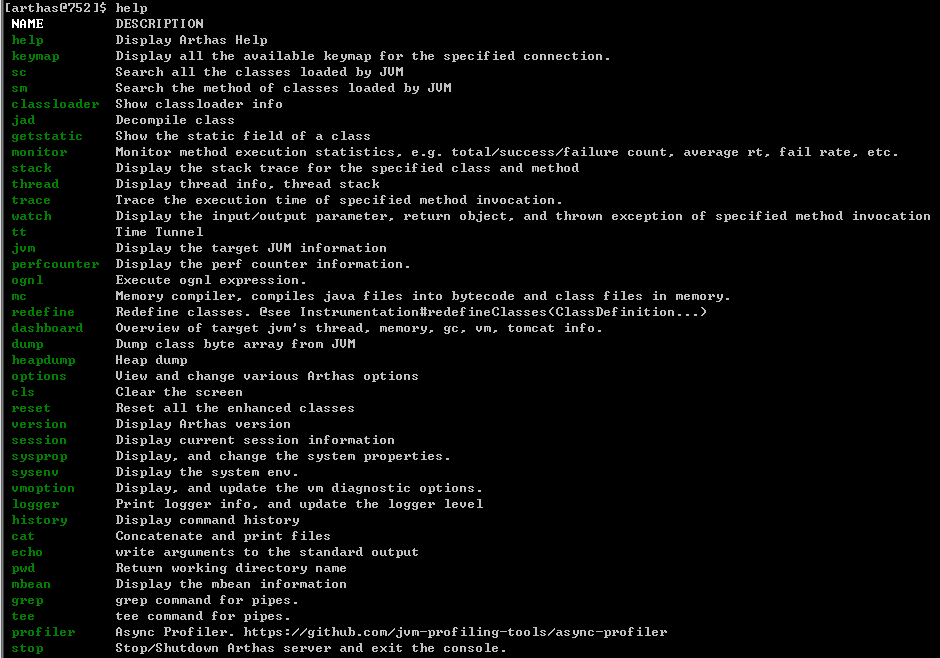 [arthas@752]$ help
NAME DESCRIPTION
help Display Arthas Help
keymap Display all the available keymap for the specified connection.
sc Search all the classes loaded by JVM
sm Search the method of classes loaded by JVM
classloader Show classloader info
jad Decompile class
getstatic Show the static field of a class
monitor Monitor method execution statistics, e.g. total/success/failure count, average rt, fail rate, etc.
stack Display the stack trace for the specified class and method
thread Display thread info, thread stack
trace Trace the execution time of specified method invocation.
watch Display the input/output parameter, return object, and thrown exception of specified method invocation
tt Time Tunnel
jvm Display the target JVM information
perfcounter Display the perf counter information.
ognl Execute ognl expression.
mc Memory compiler, compiles java files into bytecode and class files in memory.
redefine Redefine classes. @see Instrumentation#redefineClasses(ClassDefinition...)
dashboard Overview of target jvm's thread, memory, gc, vm, tomcat info.
dump Dump class byte array from JVM
heapdump Heap dump
options View and change various Arthas options
cls Clear the screen
reset Reset all the enhanced classes
version Display Arthas version
session Display current session information
sysprop Display, and change the system properties.
sysenv Display the system env.
vmoption Display, and update the vm diagnostic options.
logger Print logger info, and update the logger level
history Display command history
cat Concatenate and print files
echo write arguments to the standard output
pwd Return working directory name
mbean Display the mbean information
grep grep command for pipes.
tee tee command for pipes.
profiler Async Profiler. https://github.com/jvm-profiling-tools/async-profiler
stop Stop/Shutdown Arthas server and exit the console.